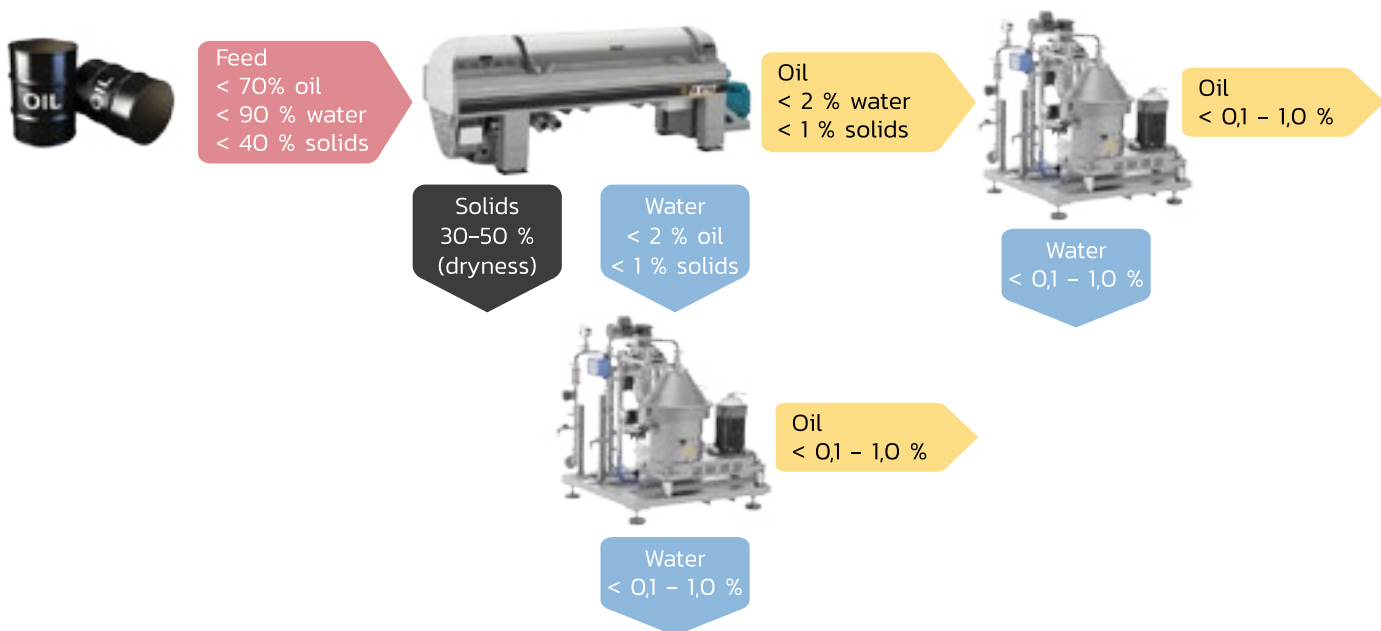 OIL
OIL
Feed
< 70% oil
< 90 % water
< 40 % solids
Oil
< 2 % water
< 1 % solids
Oil
< 0,1 – 1,0 %
Solids
30–50 %
(dryness)
Water
< 2 % oil
< 1 % solids
Water
< 0,1 – 1,0 %
Oil
< 0,1 – 1,0 %
Water
< 0,1 – 1,0 %